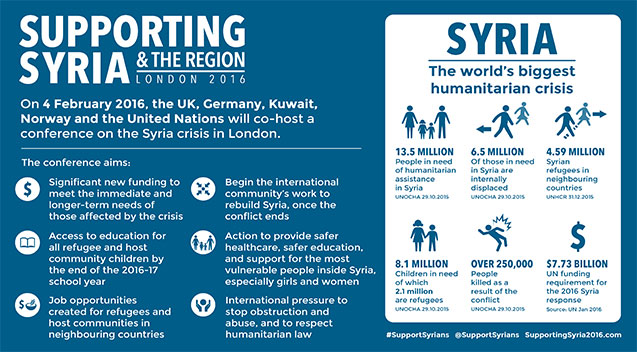 SUPPORTING
SYRIA & THE REGION
LONDON 2016
On 4 February 2016, the UK, Germany, Kuwait,
Norway and the United Nations will co-host a
conference on the Syria crisis in London.
The conference aims:
$
Significant new funding to
meet the immediate and
longer-term needs of
those affected by the crisis
Access to education for
all refugee and host
community children by
the end of the 2016-17
school year
$
Job opportunities
created for refugees and
host communities in
neighbouring countries
Begin the international
community's work to
rebuild Syria, once the
conflict ends
Action to provide safer
healthcare, safer education,
and support for the most
vulnerable people inside Syria,
especially girls and women
International pressure to
stop obstruction and
abuse, and to respect
humanitarian law
SYRIA
The world's biggest
humanitarian crisis
13.5 MILLION
People in need
of humanitarian
assistance
in Syria
UNOCHA 29.10.2015
6.5 MILLION
Of those in need
in Syria are
internally
displaced
UNOCHA 29.10.2015
4.59 MILLION
Syrian
refugees in
neighbouring
countries
UNHCR 31.12.2015
8.1 MILLION
Children in need
of which
2.1 million
are refugees
UNOCHA 29.10.2015
OVER 250,000
People
killed as a
result of the
conflict
UNOCHA 29.10.2015
$
$7.73 BILLION
UN funding
requirement for
the 2016 Syria
response
Source: UN Jan 2016
#SupportSyrians @SupportSyrians SupportingSyria2016.com